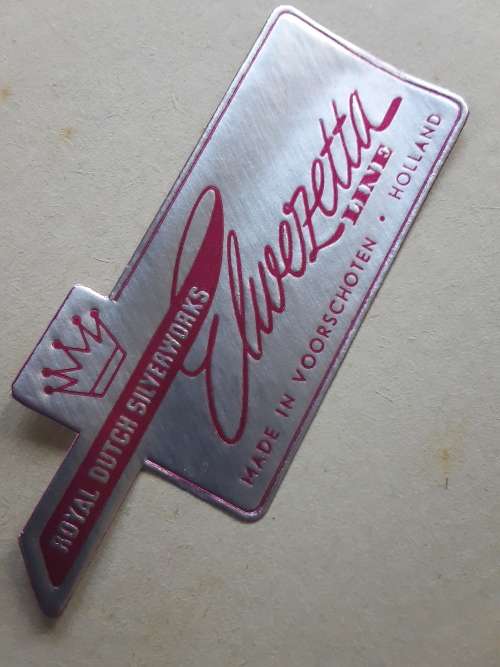 Elwezetta
LINE
ROYAL DUTCH SILVERWORKS
MADE IN VOORSCHOTEN • HOLLAND